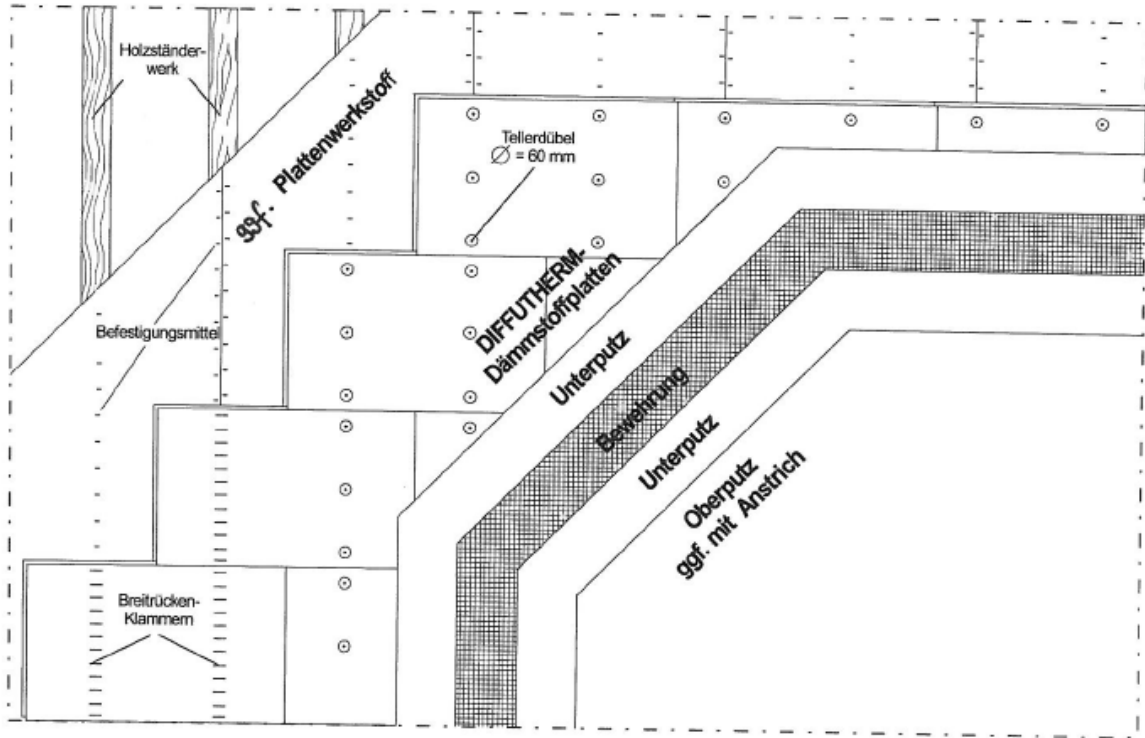 Holzständer-
werk
ggf. Plattenwerkstoff
Tellerdübel
Ø = 60 mm
Befestigungsmittel
DIFFUTHERM-
Dämmstoffplatten
Unterputz
Bewehrung
Unterputz
Oberputz
ggf. mit Anstrich
Breitrücken-
Klammern